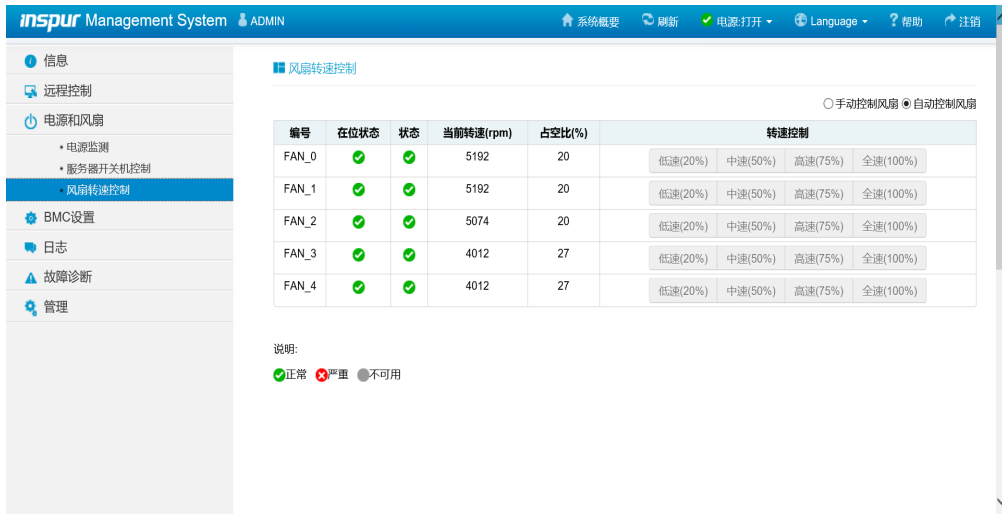 inspur Management System ADMIN 系统概要 刷新 电源:打开 Language 帮助 注销
信息
远程控制
电源和风扇
• 电源监测
• 服务器开关机控制
• 风扇转速控制
BMC设置
日志
故障诊断
管理
风扇转速控制
手动控制风扇 自动控制风扇
编号 在位状态 状态 当前转速(rpm) 占空比(%) 转速控制
FAN_0 5192 20 低速(20%) 中速(50%) 高速(75%) 全速(100%)
FAN_1 5192 20 低速(20%) 中速(50%) 高速(75%) 全速(100%)
FAN_2 5074 20 低速(20%) 中速(50%) 高速(75%) 全速(100%)
FAN_3 4012 27 低速(20%) 中速(50%) 高速(75%) 全速(100%)
FAN_4 4012 27 低速(20%) 中速(50%) 高速(75%) 全速(100%)
说明:
正常 严重 不可用